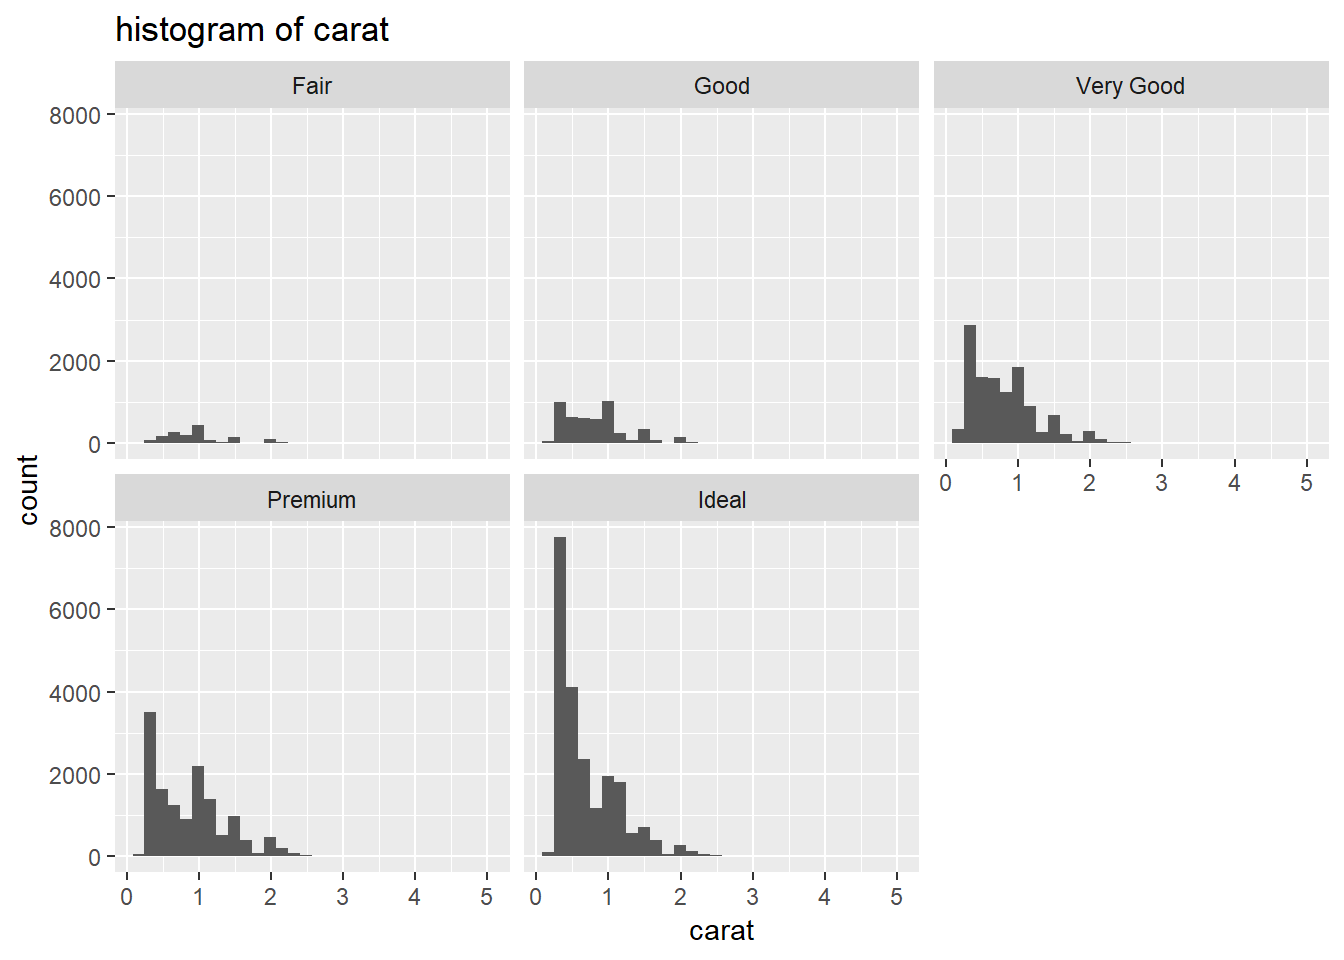 histogram of carat
Fair
Good
Very Good
8000
6000
4000
2000
0
0 1 2 3 4 5
count
Premium
Ideal
8000
6000
4000
2000
0
0 1 2 3 4 5
0 1 2 3 4 5
carat